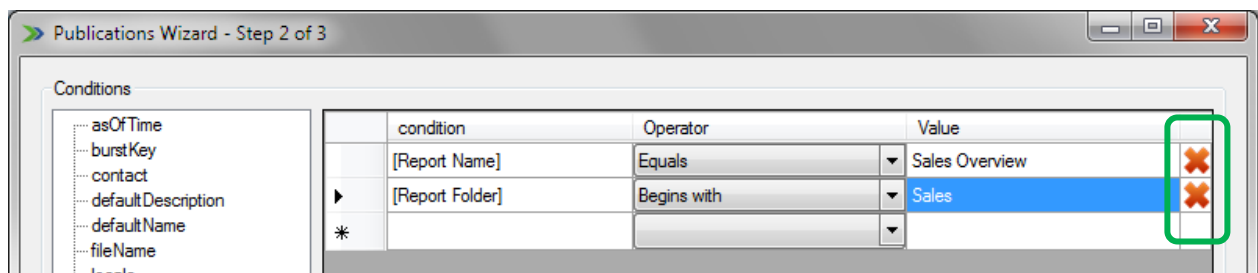 Publications Wizard - Step 2 of 3
Conditions
asOfTime
burstKey
contact
defaultDescription
defaultName
fileName
condition Operator Value
[Report Name] Equals Sales Overview
[Report Folder] Begins with Sales